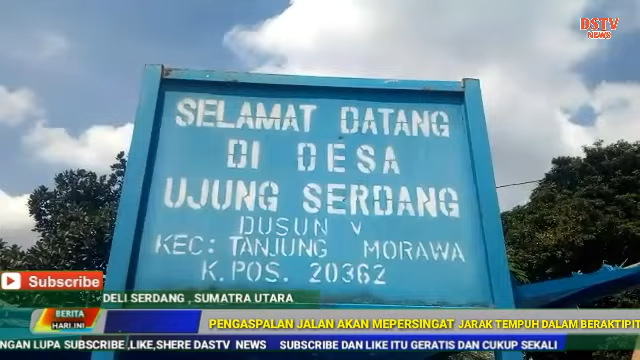 DSTV
NEWS
SELAMAT DATANG
DI DESA
UJUNG SERDANG
DUSUN V
KEC: TANJUNG MORAWA
K.POS. 20362
Subscribe
DELI SERDANG , SUMATRA UTARA
BERITA
HARI.INI
PENGASPALAN JALAN AKAN MEPERSINGAT JARAK TEMPUH DALAM BERAKTIPIT
NGAN LUPA SUBSCRIBE ,LIKE,SHERE DASTV NEWS SUBSCRIBE DAN LIKE ITU GERATIS DAN CUKUP SEKALI